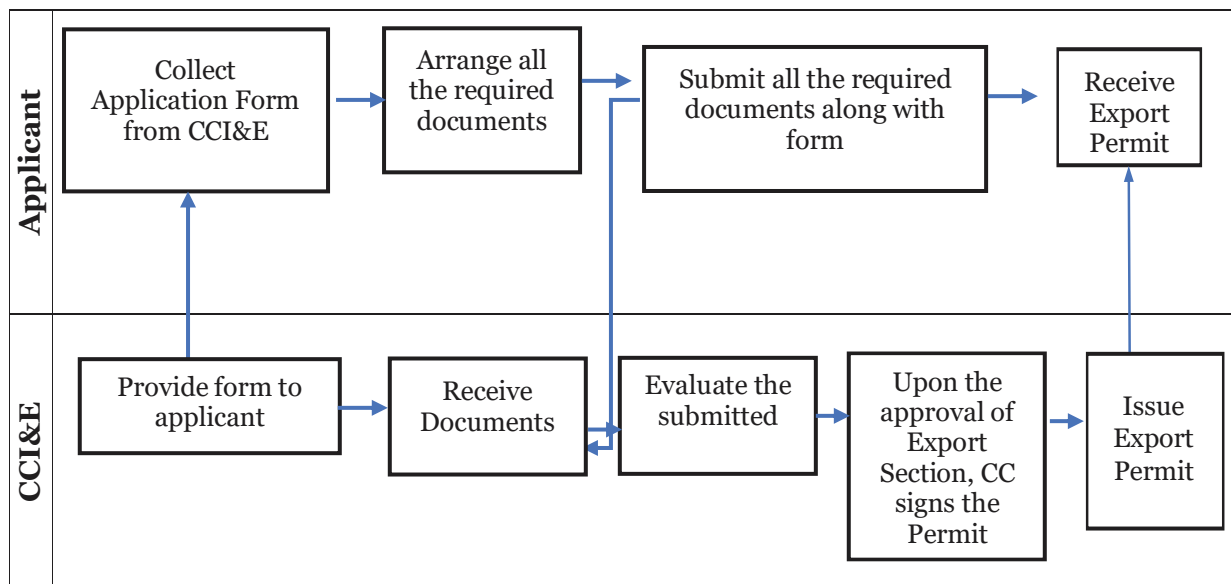 Applicant
Collect
Application Form
from CCI&E
Arrange all
the required
documents
Submit all the required
documents along with
form
Receive
Export
Permit
CCI&E
Provide form to
applicant
Receive
Documents
Evaluate the
submitted
Upon the
approval of
Export
Section, CC
signs the
Permit
Issue
Export
Permit